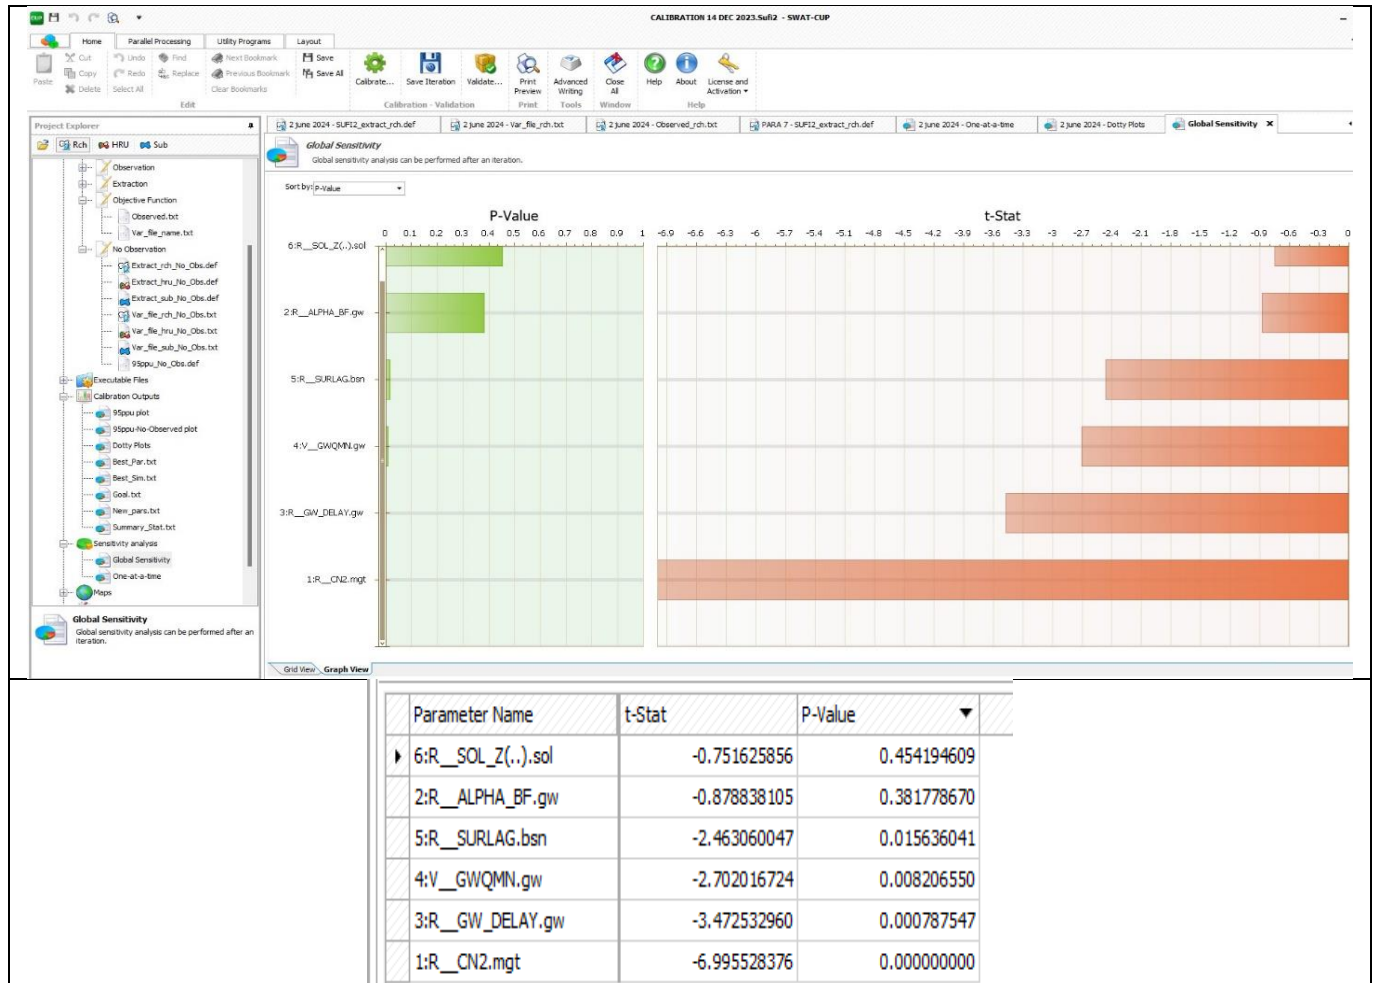 CALIBRATION 14 DEC 2023.Sufi2 - SWAT-CUP
Home Parallel Processing Utility Programs Layout
Paste
Cut
Copy
Delete
Undo
Redo
Select All
Find
Replace
Next Bookmark
Previous Bookmark
Clear Bookmarks
Save
Save All
Calibrate...
Save Iteration
Validate...
Print Preview
Advanced Writing
Close All
Help
About
License and Activation
Edit
Calibration - Validation
Print
Tools
Window
Help
Project Explorer
Rch HRU Sub
Observation
Extraction
Objective Function
Observed.txt
Var_file_name.txt
No Observation
Extract_rch_No_Obs.def
Extract_hru_No_Obs.def
Extract_sub_No_Obs.def
Var_file_rch_No_Obs.txt
Var_file_hru_No_Obs.txt
Var_file_sub_No_Obs.txt
95ppu_No_Obs.def
Executable Files
Calibration Outputs
95ppu plot
95ppu-No-Observed plot
Dotty Plots
Best_Par.txt
Best_Sim.txt
Goal.txt
New_pars.txt
Summary_Stat.txt
Sensitivity analysis
Global Sensitivity
One-at-a-time
Maps
Global Sensitivity
Global sensitivity analysis can be performed after an
iteration.
2 june 2024 - SUFI2_extract_rch.def
2 june 2024 - Var_file_rch.txt
2 june 2024 - Observed_rch.txt
PARA 7 - SUFI2_extract_rch.def
2 june 2024 - One-at-a-time
2 june 2024 - Dotty Plots
Global Sensitivity
Global Sensitivity
Global sensitivity analysis can be performed after an iteration.
Sort by: P-Value
P-Value
0 0.1 0.2 0.3 0.4 0.5 0.6 0.7 0.8 0.9 1
t-Stat
-6.9 -6.6 -6.3 -6 -5.7 -5.4 -5.1 -4.8 -4.5 -4.2 -3.9 -3.6 -3.3 -3 -2.7 -2.4 -2.1 -1.8 -1.5 -1.2 -0.9 -0.6 -0.3 0
6:R__SOL_Z(..).sol
2:R__ALPHA_BF.gw
5:R__SURLAG.bsn
4:V__GWQMN.gw
3:R__GW_DELAY.gw
1:R__CN2.mgt
Grid View Graph View
Parameter Name t-Stat P-Value
6:R__SOL_Z(..).sol -0.751625856 0.454194609
2:R__ALPHA_BF.gw -0.878838105 0.381778670
5:R__SURLAG.bsn -2.463060047 0.015636041
4:V__GWQMN.gw -2.702016724 0.008206550
3:R__GW_DELAY.gw -3.472532960 0.000787547
1:R__CN2.mgt -6.995528376 0.000000000